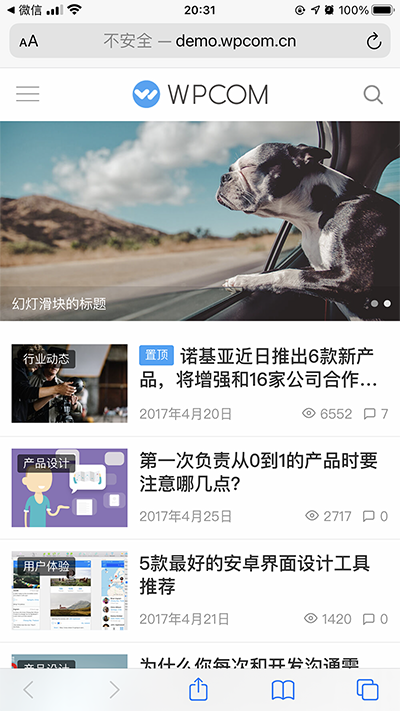 微信 20:31 100%
AA 不安全 — demo.wpcom.cn
WPCOM
幻灯滑块的标题
行业动态
置顶 诺基亚近日推出6款新产
品，将增强和16家公司合作...
2017年4月20日 6552 7
产品设计
第一次负责从0到1的产品时要
注意哪几点?
2017年4月25日 2717 0
用户体验
5款最好的安卓界面设计工具
推荐
2017年4月21日 1420 0
产品设计
为什么你每次和开发沟通需